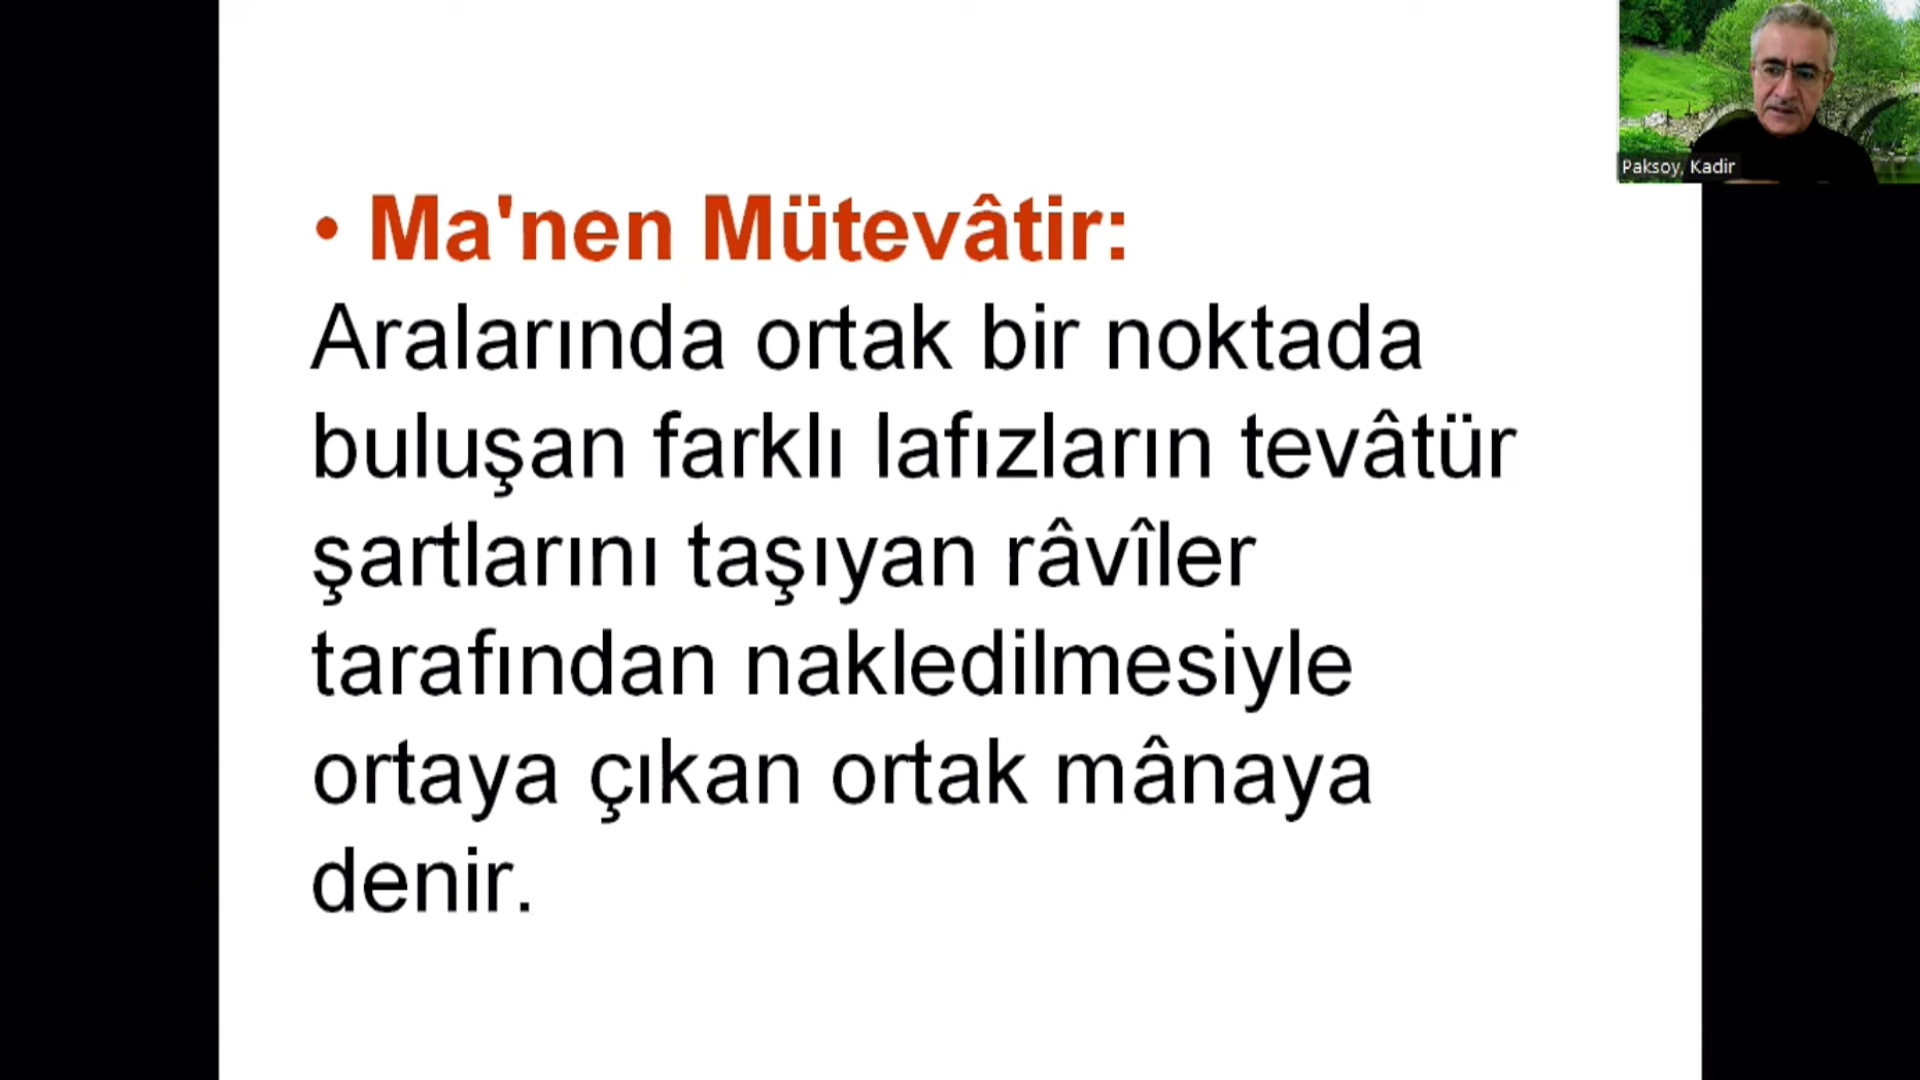 • Ma'nen Mütevâtir:
Aralarında ortak bir noktada
buluşan farklı lafızların tevâtür
şartlarını taşıyan râvîler
tarafından nakledilmesiyle
ortaya çıkan ortak mânaya
denir.
Paksoy, Kadir